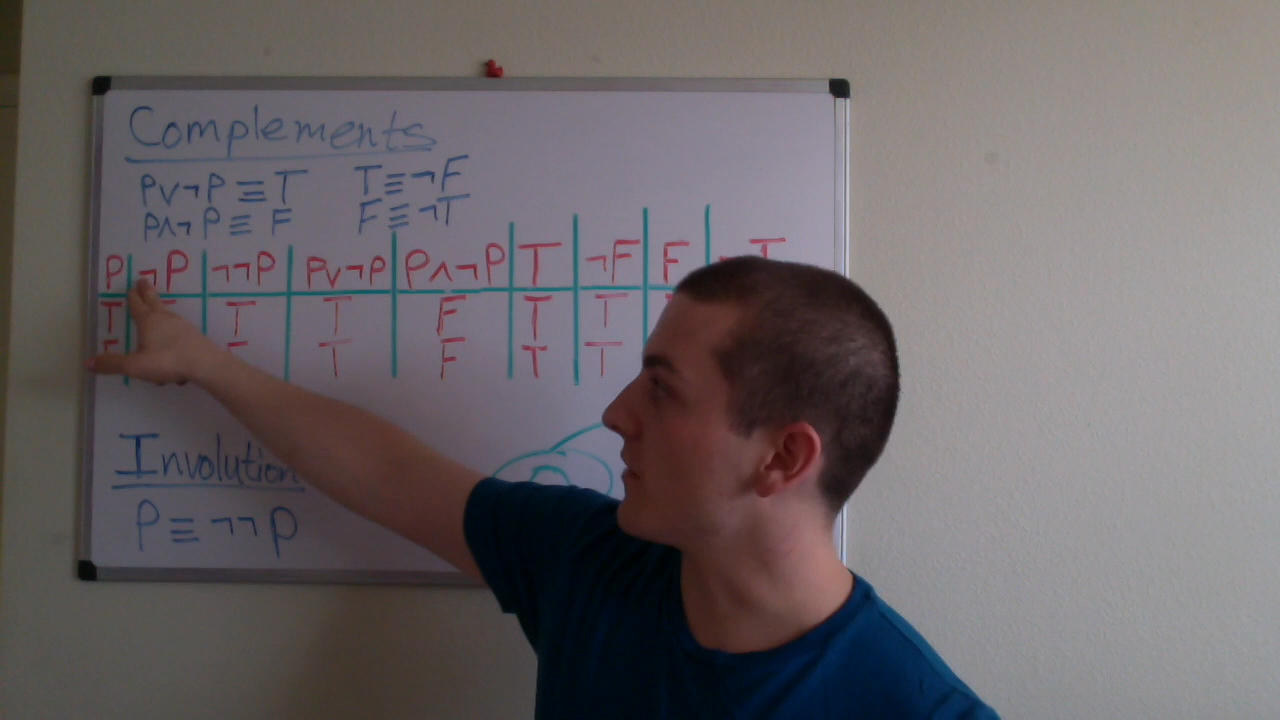 Complements
P∨¬P ≡ T T ≡ ¬F
P∧¬P ≡ F F ≡ ¬T
P ¬P ¬¬P P∨¬P P∧¬P T ¬F F ¬T
T T T F T T
F T F T T
Involution
P ≡ ¬¬P